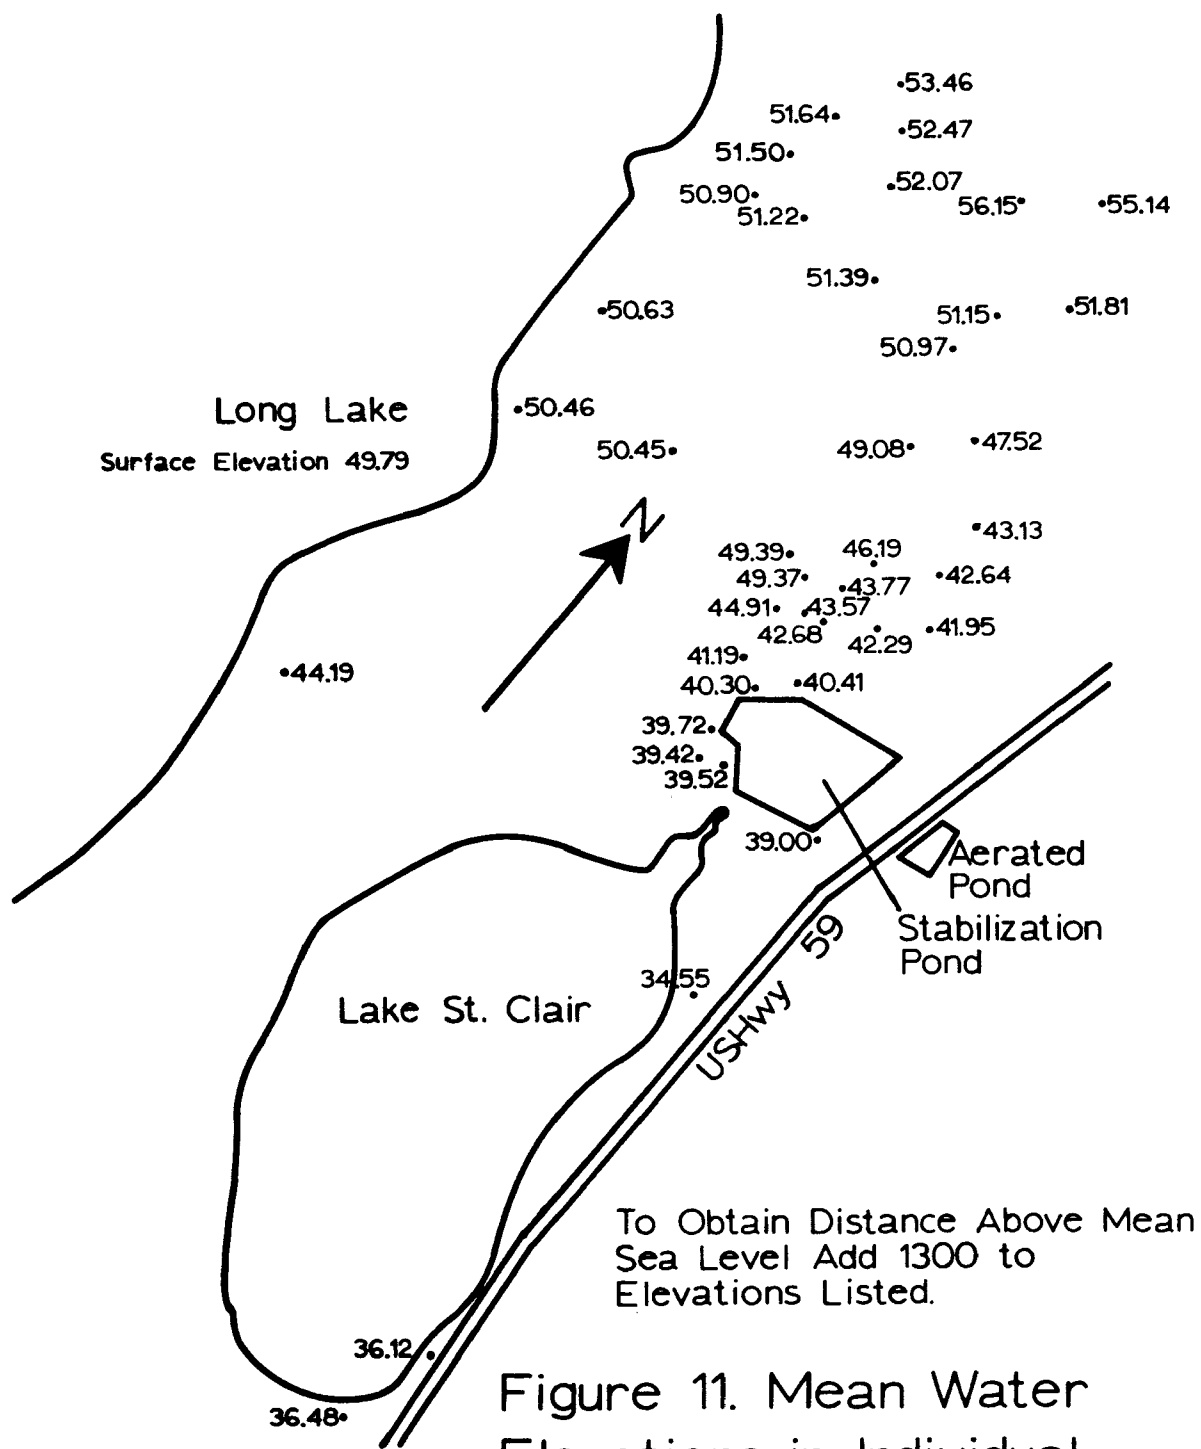 53.46
51.64
52.47
51.50
52.07
50.90
56.15
55.14
51.22
51.39
50.63
51.15
51.81
50.97
Long Lake
50.46
Surface Elevation 49.79
50.45
49.08
47.52
N
43.13
49.39
46.19
49.37
43.77
42.64
44.91
43.57
42.68
42.29
41.95
41.19
40.30
40.41
39.72
39.42
39.52
39.00
Aerated
Pond
Stabilization
Pond
34.55
Lake St. Clair
USHwy 59
To Obtain Distance Above Mean
Sea Level Add 1300 to
Elevations Listed.
36.12
36.48
Figure 11. Mean Water
Elevations in Individual